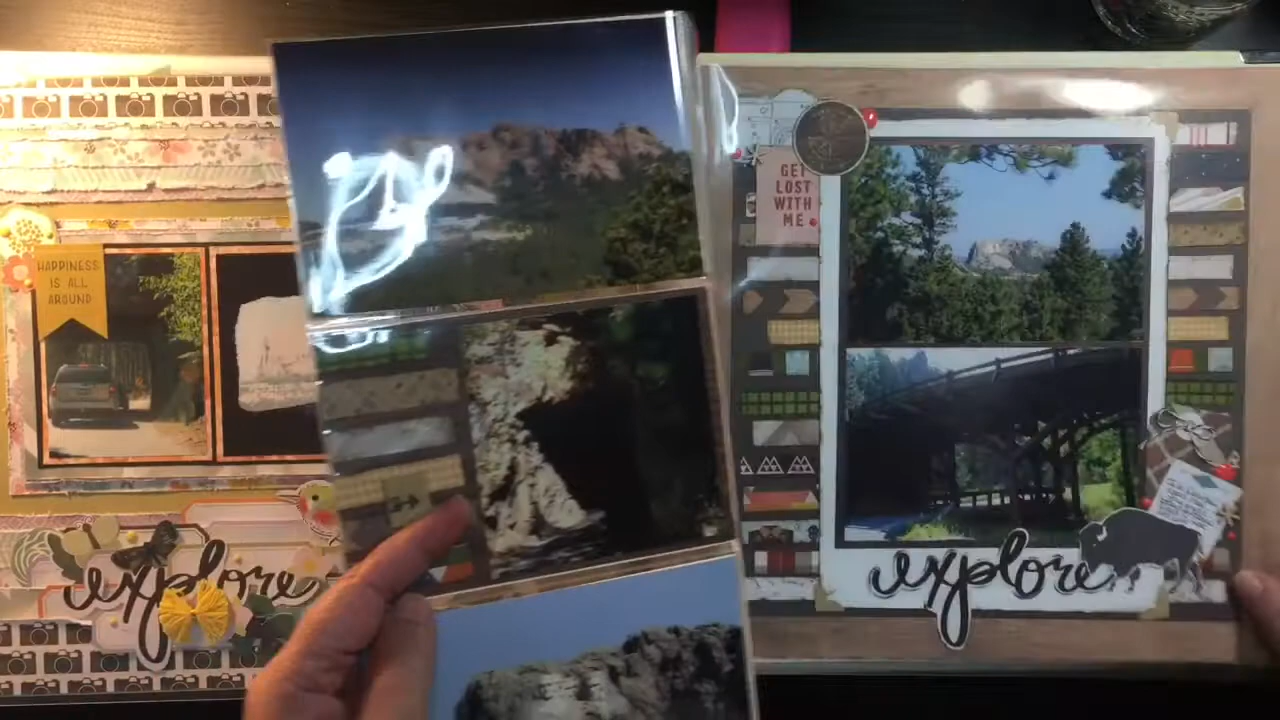 HAPPINESS
IS ALL
AROUND
explore
GET
LOST
WITH
ME
explore